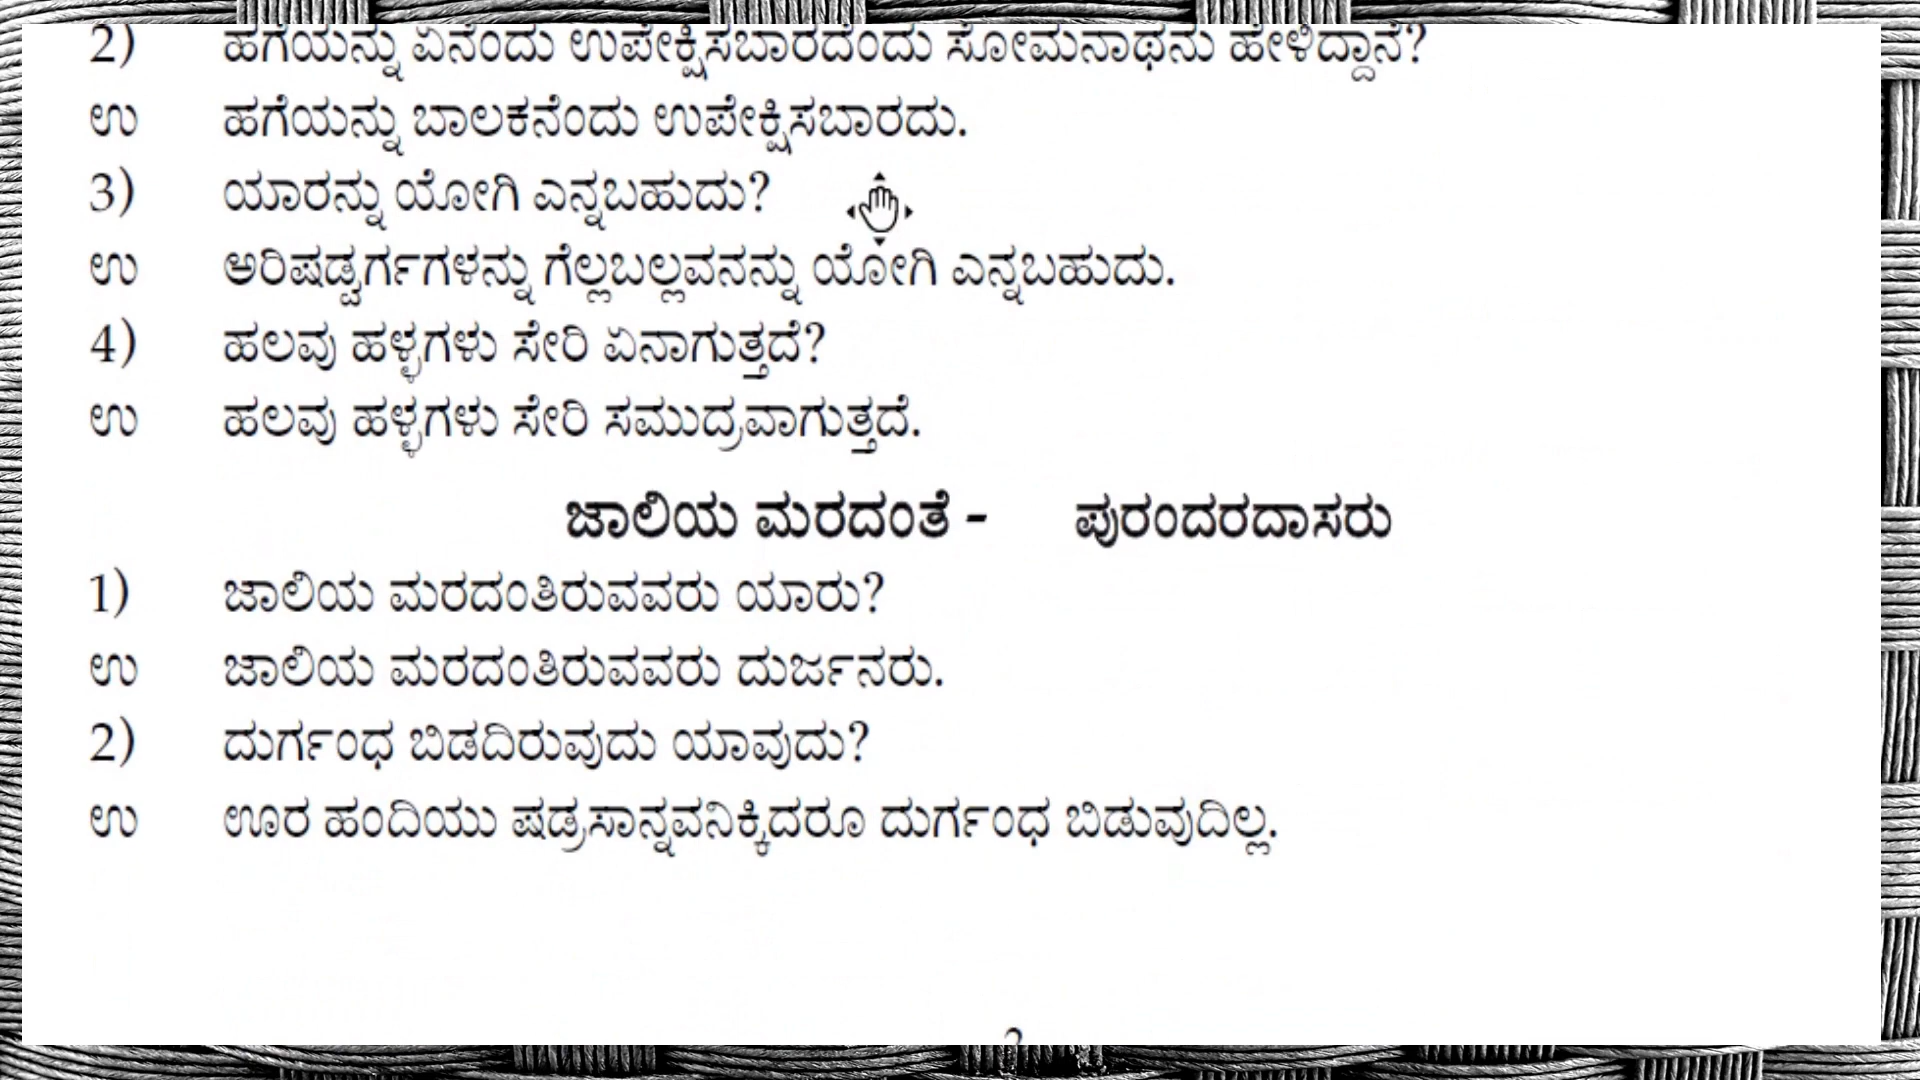 2) ಹಗೆಯನ್ನು ಏನೆಂದು ಉಪೇಕ್ಷಿಸಬಾರದೆಂದು ಸೋಮನಾಥನು ಹೇಳಿದ್ದಾನೆ?
ಉ ಹಗೆಯನ್ನು ಬಾಲಕನೆಂದು ಉಪೇಕ್ಷಿಸಬಾರದು.
3) ಯಾರನ್ನು ಯೋಗಿ ಎನ್ನಬಹುದು?
ಉ ಅರಿಷಡ್ವರ್ಗಗಳನ್ನು ಗೆಲ್ಲಬಲ್ಲವನನ್ನು ಯೋಗಿ ಎನ್ನಬಹುದು.
4) ಹಲವು ಹಳ್ಳಗಳು ಸೇರಿ ಏನಾಗುತ್ತದೆ?
ಉ ಹಲವು ಹಳ್ಳಗಳು ಸೇರಿ ಸಮುದ್ರವಾಗುತ್ತದೆ.
ಜಾಲಿಯ ಮರದಂತೆ - ಪುರಂದರದಾಸರು
1) ಜಾಲಿಯ ಮರದಂತಿರುವವರು ಯಾರು?
ಉ ಜಾಲಿಯ ಮರದಂತಿರುವವರು ದುರ್ಜನರು.
2) ದುರ್ಗಂಧ ಬಿಡದಿರುವುದು ಯಾವುದು?
ಉ ಊರ ಹಂದಿಯು ಷಡ್ರಸಾನ್ನವನಿಕ್ಕಿದರೂ ದುರ್ಗಂಧ ಬಿಡುವುದಿಲ್ಲ.